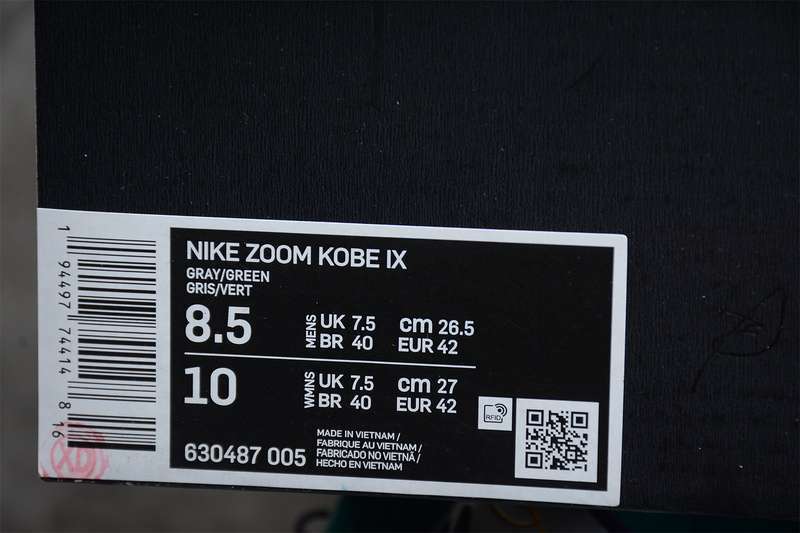 NIKE ZOOM KOBE IX
GRAY/GREEN
GRIS/VERT
8.5 MENS UK 7.5 cm 26.5
BR 40 EUR 42
10 WMNS UK 7.5 cm 27
BR 40 EUR 42
630487 005
MADE IN VIETNAM /
FABRIQUE AU VIETNAM /
FABRICADO NO VIETNÃ /
HECHO EN VIETNAM
RFID
1 94497 74414 8 16
XD